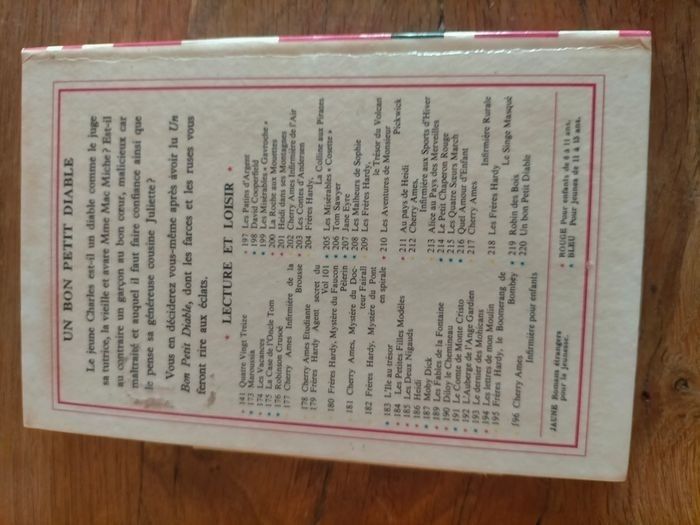 UN BON PETIT DIABLE
Le jeune Charles est-il un diable comme le juge
sa tutrice, la vieille et avare Mme Mac Miche ? Est-il
au contraire un garçon au bon cœur, malicieux car
maltraité et auquel il faut faire confiance ainsi que
le pense sa généreuse cousine Juliette ?
Vous en déciderez vous-même après avoir lu Un
Bon Petit Diable, dont les farces et les ruses vous
feront rire aux éclats.
• LECTURE ET LOISIR •
141 Quatre Vingt Treize
173 Maroussia
174 Les Vacances
175 La Case de l'Oncle Tom
176 Robinson Crusoé
177 Cherry Ames Infirmière de la
Brousse
178 Cherry Ames Etudiante
179 Frères Hardy Agent secret du
Vol 101
180 Frères Hardy, Mystère du Faucon
Pèlerin
181 Cherry Ames, Mystère du Doc-
teur Fairall
182 Frères Hardy, Mystère du Pont
en spirale
183 L'Ile au trésor
184 Les Petites Filles Modèles
185 Les Deux Nigauds
186 Heidi
187 Moby Dick
189 Les Fables de la Fontaine
190 Diloy le Chemineau
191 Le Comte de Monte Cristo
192 L'Auberge de l'Ange Gardien
193 Le dernier des Mohicans
194 Les lettres de mon Moulin
195 Frères Hardy, le Boomerang de
Bombey
196 Cherry Ames
Infirmière pour enfants
197 Les Patins d'Argent
198 David Copperfield
199 Les Misérables « Gavroche »
200 La Roche aux Mouettes
201 Heidi dans ses Montagnes
202 Cherry Ames Infirmière de l'Air
203 Les Contes d'Andersen
204 Frères Hardy,
La Colline aux Pirates
205 Les Misérables « Cosette »
206 Tom Sawyer
207 Jane Eyre
208 Les Malheurs de Sophie
209 Les Frères Hardy,
le Trésor du Volcan
210 Les Aventures de Monsieur
Pickwick
211 Au pays de Heidi
212 Cherry Ames,
Infirmière aux Sports d'Hiver
213 Alice au Pays des Merveilles
214 Le Petit Chaperon Rouge
215 Les Quatre Sœurs March
216 Quel Amour d'Enfant
217 Cherry Ames
Infirmière Rurale
218 Les Frères Hardy
Le Singe Masqué
219 Robin des Bois
220 Un bon Petit Diable
JAUNE Romans étrangers
pour la jeunesse.
• ROUGE Pour enfants de 6 à 11 ans.
• BLEU Pour jeunes de 11 à 15 ans.